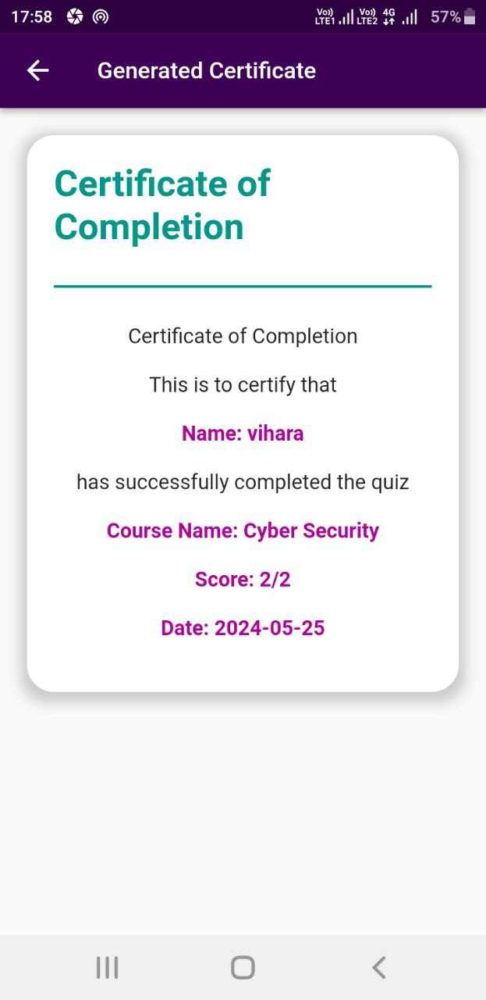 17:58 Vo) LTE1 Vo) LTE2 4G 57%
Generated Certificate
Certificate of
Completion
Certificate of Completion
This is to certify that
Name: vihara
has successfully completed the quiz
Course Name: Cyber Security
Score: 2/2
Date: 2024-05-25